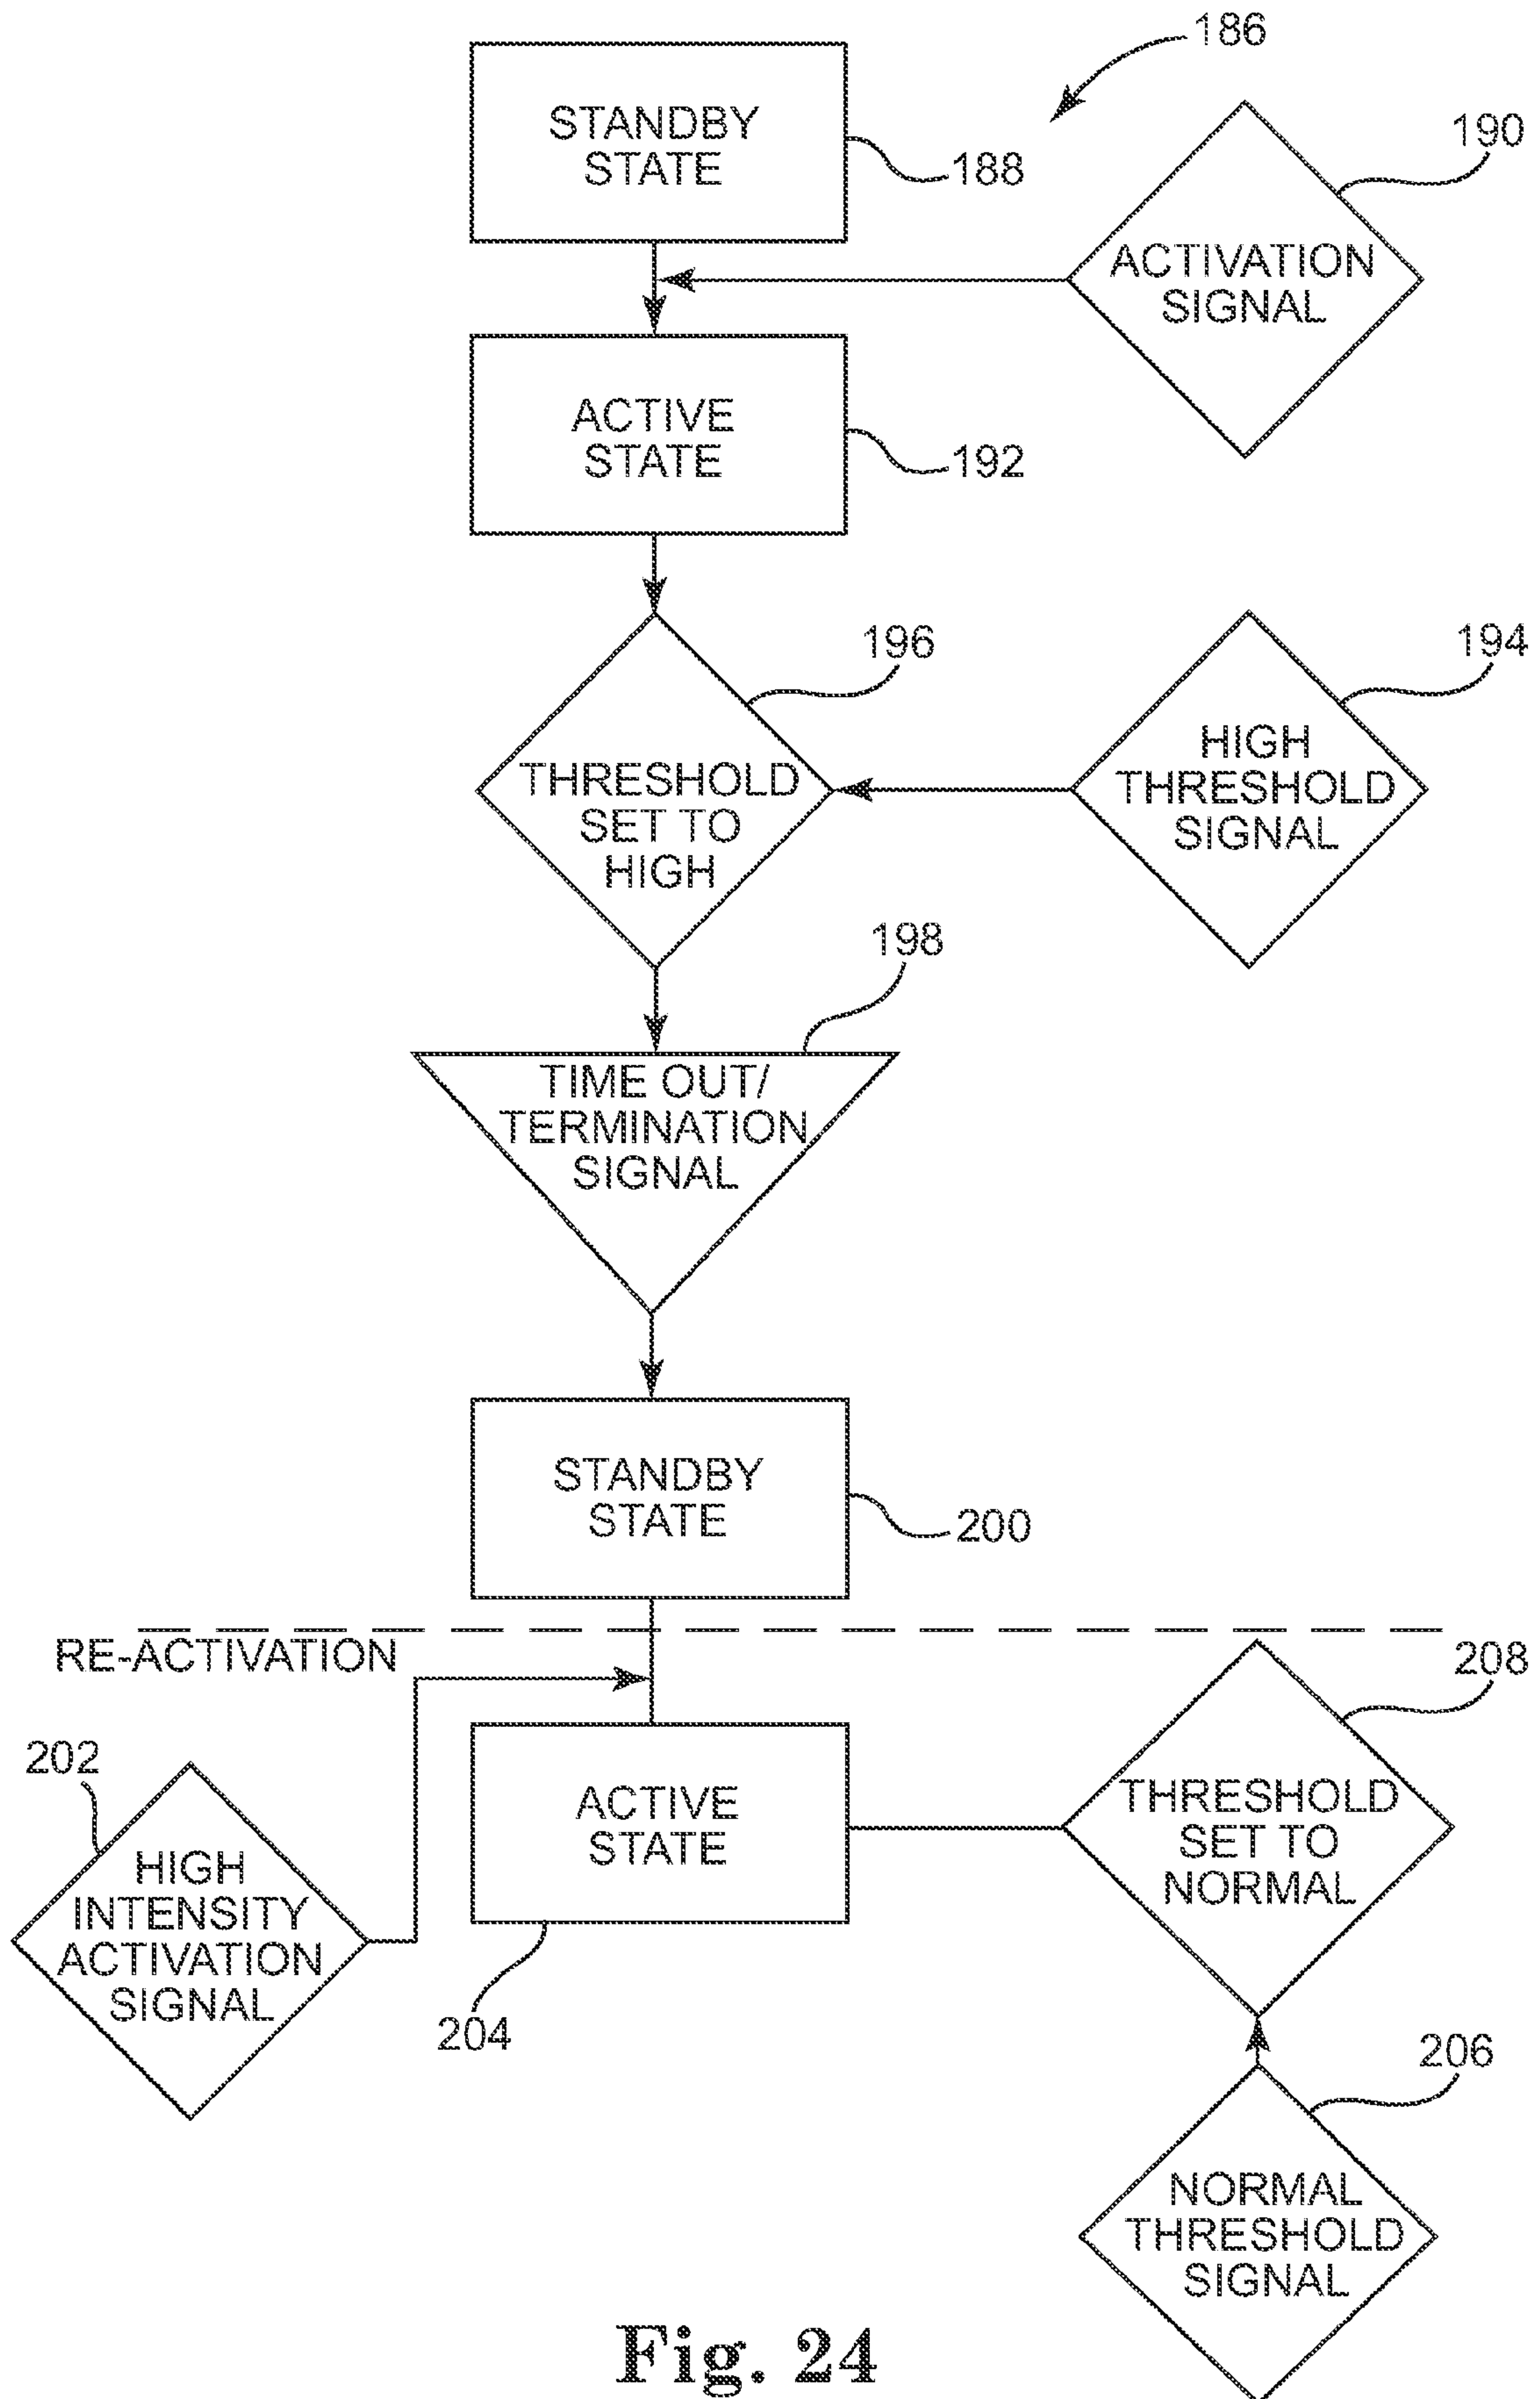 186
STANDBY
STATE
188
190
ACTIVATION
SIGNAL
ACTIVE
STATE
192
196
194
THRESHOLD
SET TO
HIGH
HIGH
THRESHOLD
SIGNAL
198
TIME OUT/
TERMINATION
SIGNAL
STANDBY
STATE
200
RE-ACTIVATION
208
202
HIGH
INTENSITY
ACTIVATION
SIGNAL
ACTIVE
STATE
204
THRESHOLD
SET TO
NORMAL
206
NORMAL
THRESHOLD
SIGNAL
Fig. 24